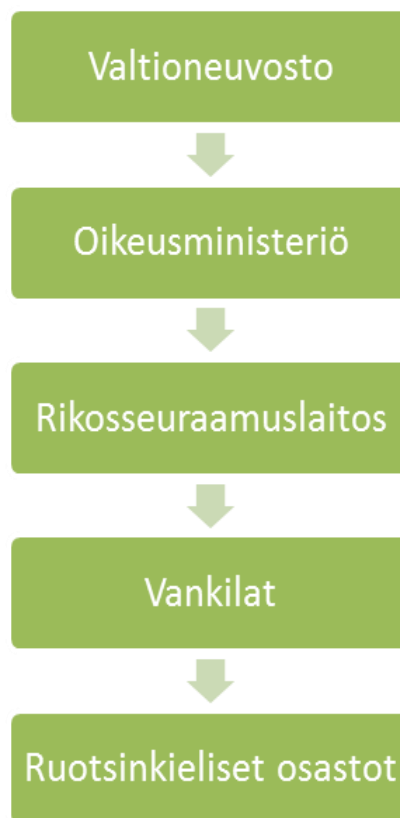 Valtioneuvosto
Oikeusministeriö
Rikosseuraamuslaitos
Vankilat
Ruotsinkieliset osastot